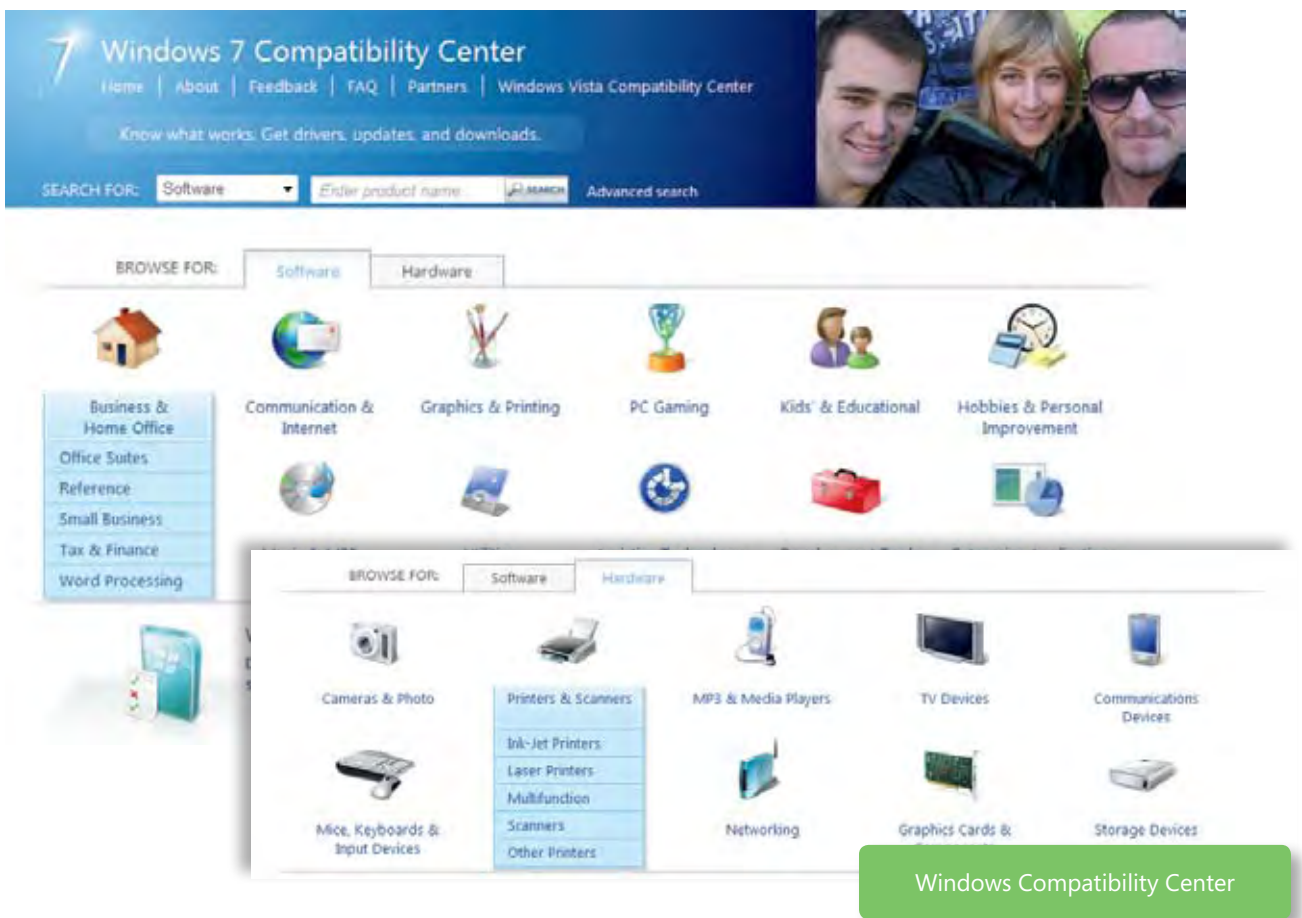 7 Windows 7 Compatibility Center
Home | About | Feedback | FAQ | Partners | Windows Vista Compatibility Center
Know what works. Get drivers, updates, and downloads.
SEARCH FOR: Software Enter product name SEARCH Advanced search
BROWSE FOR: Software Hardware
Business &
Home Office
Office Suites
Reference
Small Business
Tax & Finance
Word Processing
Communication &
Internet
Graphics & Printing
PC Gaming
Kids' & Educational
Hobbies & Personal
Improvement
BROWSE FOR: Software Hardware
Cameras & Photo
Printers & Scanners
Ink-Jet Printers
Laser Printers
Multifunction
Scanners
Other Printers
MP3 & Media Players
TV Devices
Communications
Devices
Mice, Keyboards &
Input Devices
Networking
Graphics Cards &
Storage Devices
Windows Compatibility Center